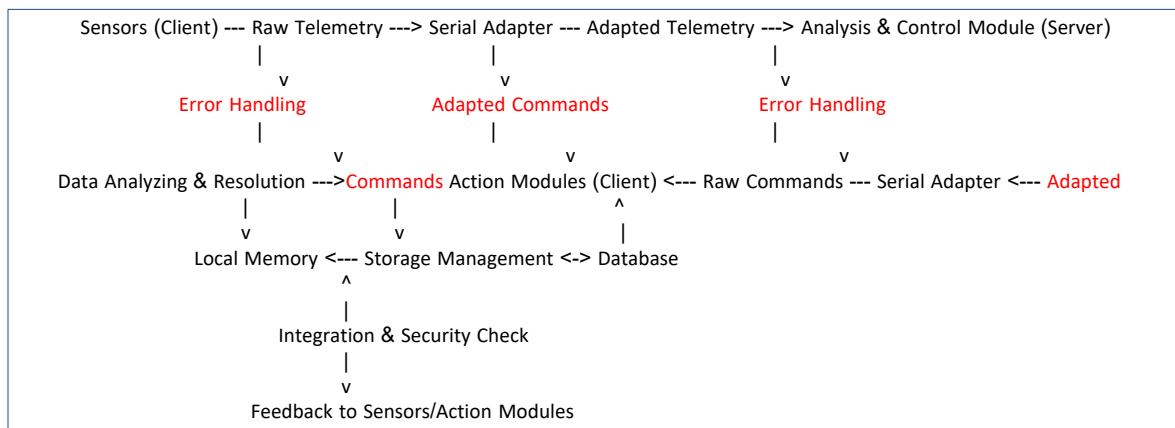 Sensors (Client) --- Raw Telemetry ---> Serial Adapter --- Adapted Telemetry ---> Analysis & Control Module (Server)
| | |
v v v
Error Handling Adapted Commands Error Handling
| | |
v v v
Data Analyzing & Resolution --->Commands Action Modules (Client) <--- Raw Commands --- Serial Adapter <--- Adapted
| | ^
v v |
Local Memory <--- Storage Management <-> Database
^
|
Integration & Security Check
|
v
Feedback to Sensors/Action Modules